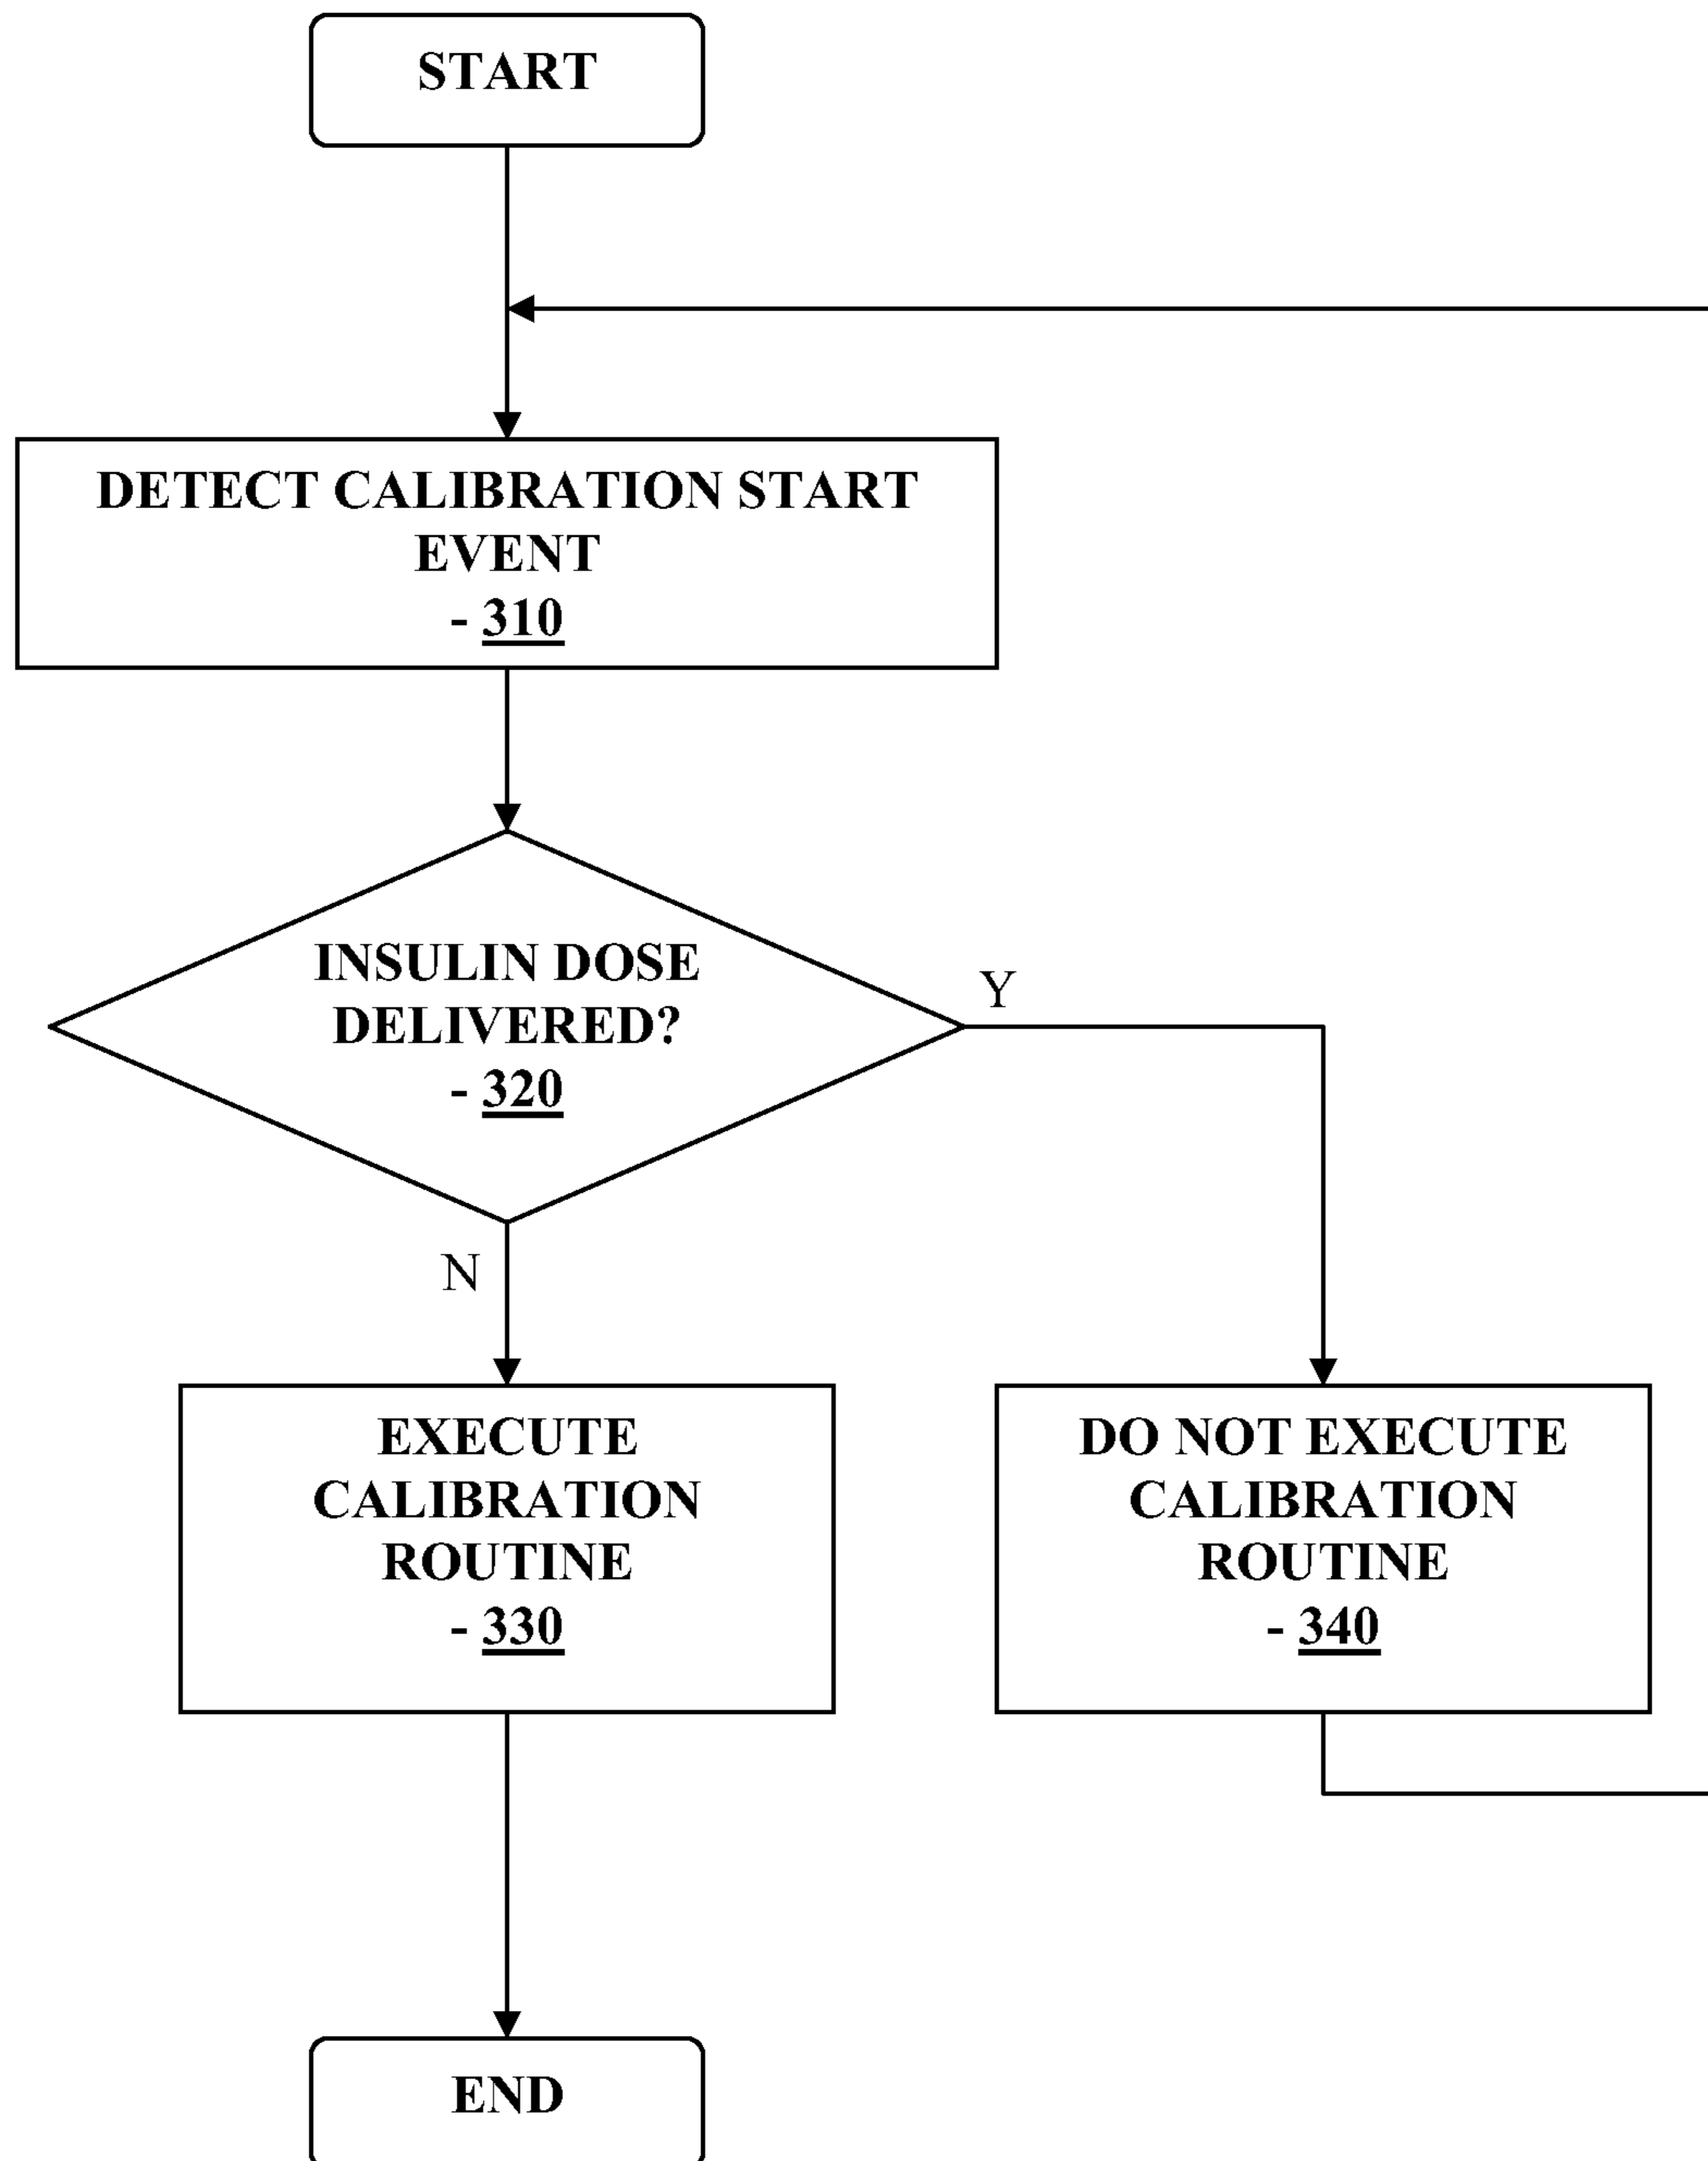 START
DETECT CALIBRATION START
EVENT
- 310
INSULIN DOSE
DELIVERED?
- 320
Y
N
EXECUTE
CALIBRATION
ROUTINE
- 330
DO NOT EXECUTE
CALIBRATION
ROUTINE
- 340
END